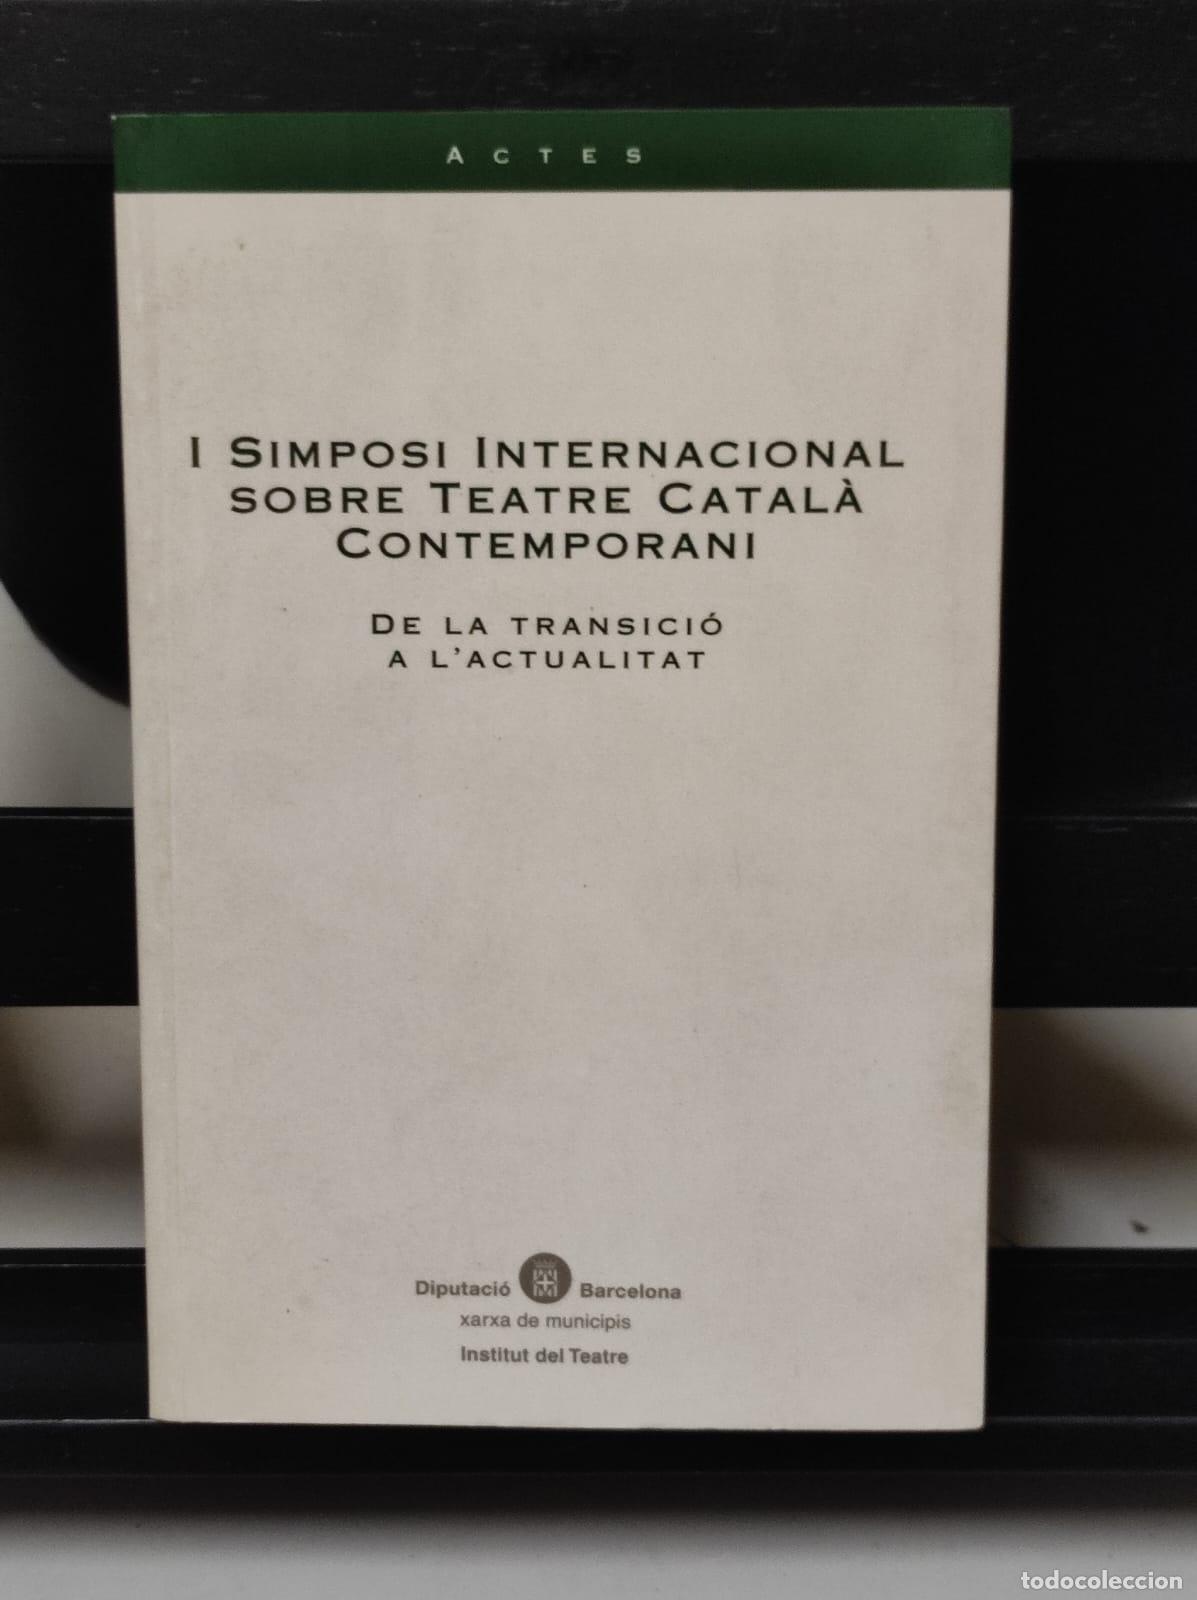 ACTES
I SIMPOSI INTERNACIONAL
SOBRE TEATRE CATALÀ
CONTEMPORANI
DE LA TRANSICIÓ
A L'ACTUALITAT
Diputació Barcelona
xarxa de municipis
Institut del Teatre
todocoleccion